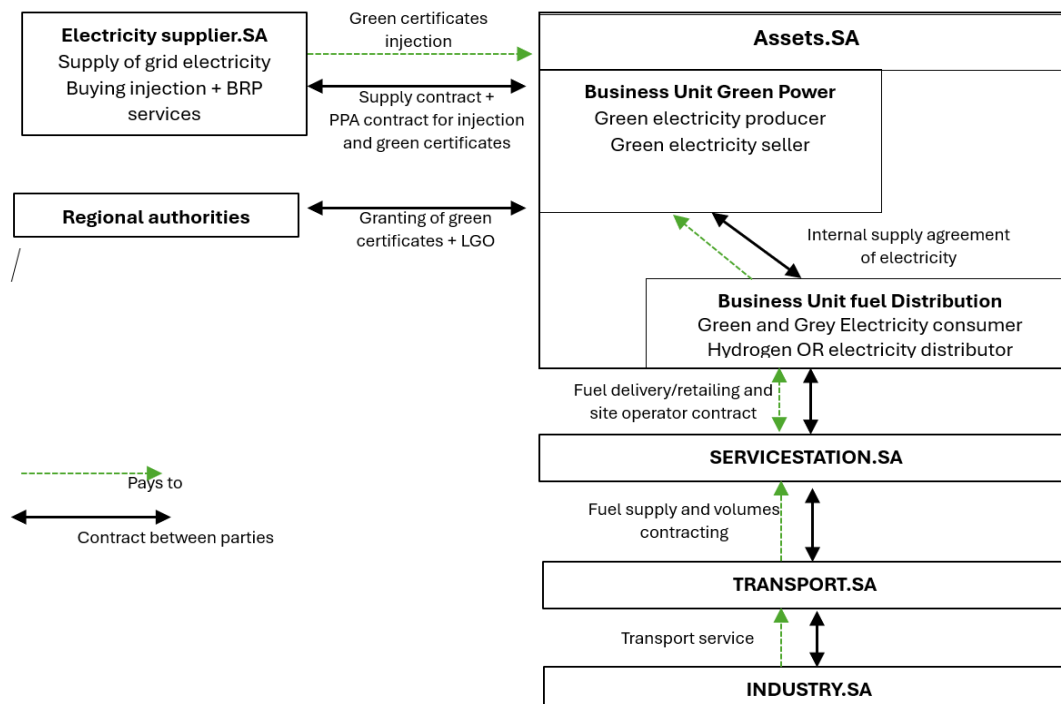 Electricity supplier.SA
Supply of grid electricity
Buying injection + BRP
services
Green certificates
injection
Supply contract +
PPA contract for injection
and green certificates
Assets.SA
Business Unit Green Power
Green electricity producer
Green electricity seller
Regional authorities
Granting of green
certificates + LGO
Internal supply agreement
of electricity
Business Unit fuel Distribution
Green and Grey Electricity consumer
Hydrogen OR electricity distributor
Fuel delivery/retailing and
site operator contract
SERVICESTATION.SA
Pays to
Contract between parties
Fuel supply and volumes
contracting
TRANSPORT.SA
Transport service
INDUSTRY.SA